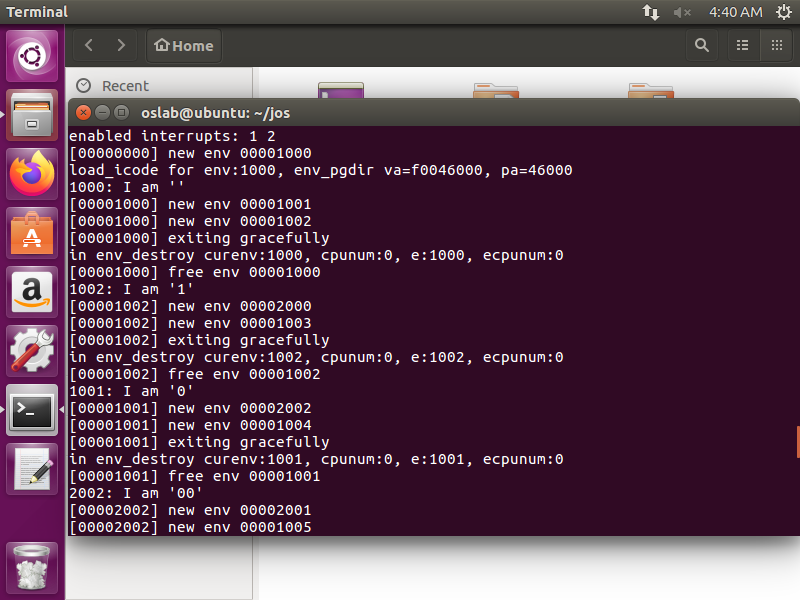 Terminal
4:40 AM
Home
Recent
oslab@ubuntu: ~/jos
enabled interrupts: 1 2
[00000000] new env 00001000
load_icode for env:1000, env_pgdir va=f0046000, pa=46000
1000: I am ''
[00001000] new env 00001001
[00001000] new env 00001002
[00001000] exiting gracefully
in env_destroy curenv:1000, cpunum:0, e:1000, ecpunum:0
[00001000] free env 00001000
1002: I am '1'
[00001002] new env 00002000
[00001002] new env 00001003
[00001002] exiting gracefully
in env_destroy curenv:1002, cpunum:0, e:1002, ecpunum:0
[00001002] free env 00001002
1001: I am '0'
[00001001] new env 00002002
[00001001] new env 00001004
[00001001] exiting gracefully
in env_destroy curenv:1001, cpunum:0, e:1001, ecpunum:0
[00001001] free env 00001001
2002: I am '00'
[00002002] new env 00002001
[00002002] new env 00001005